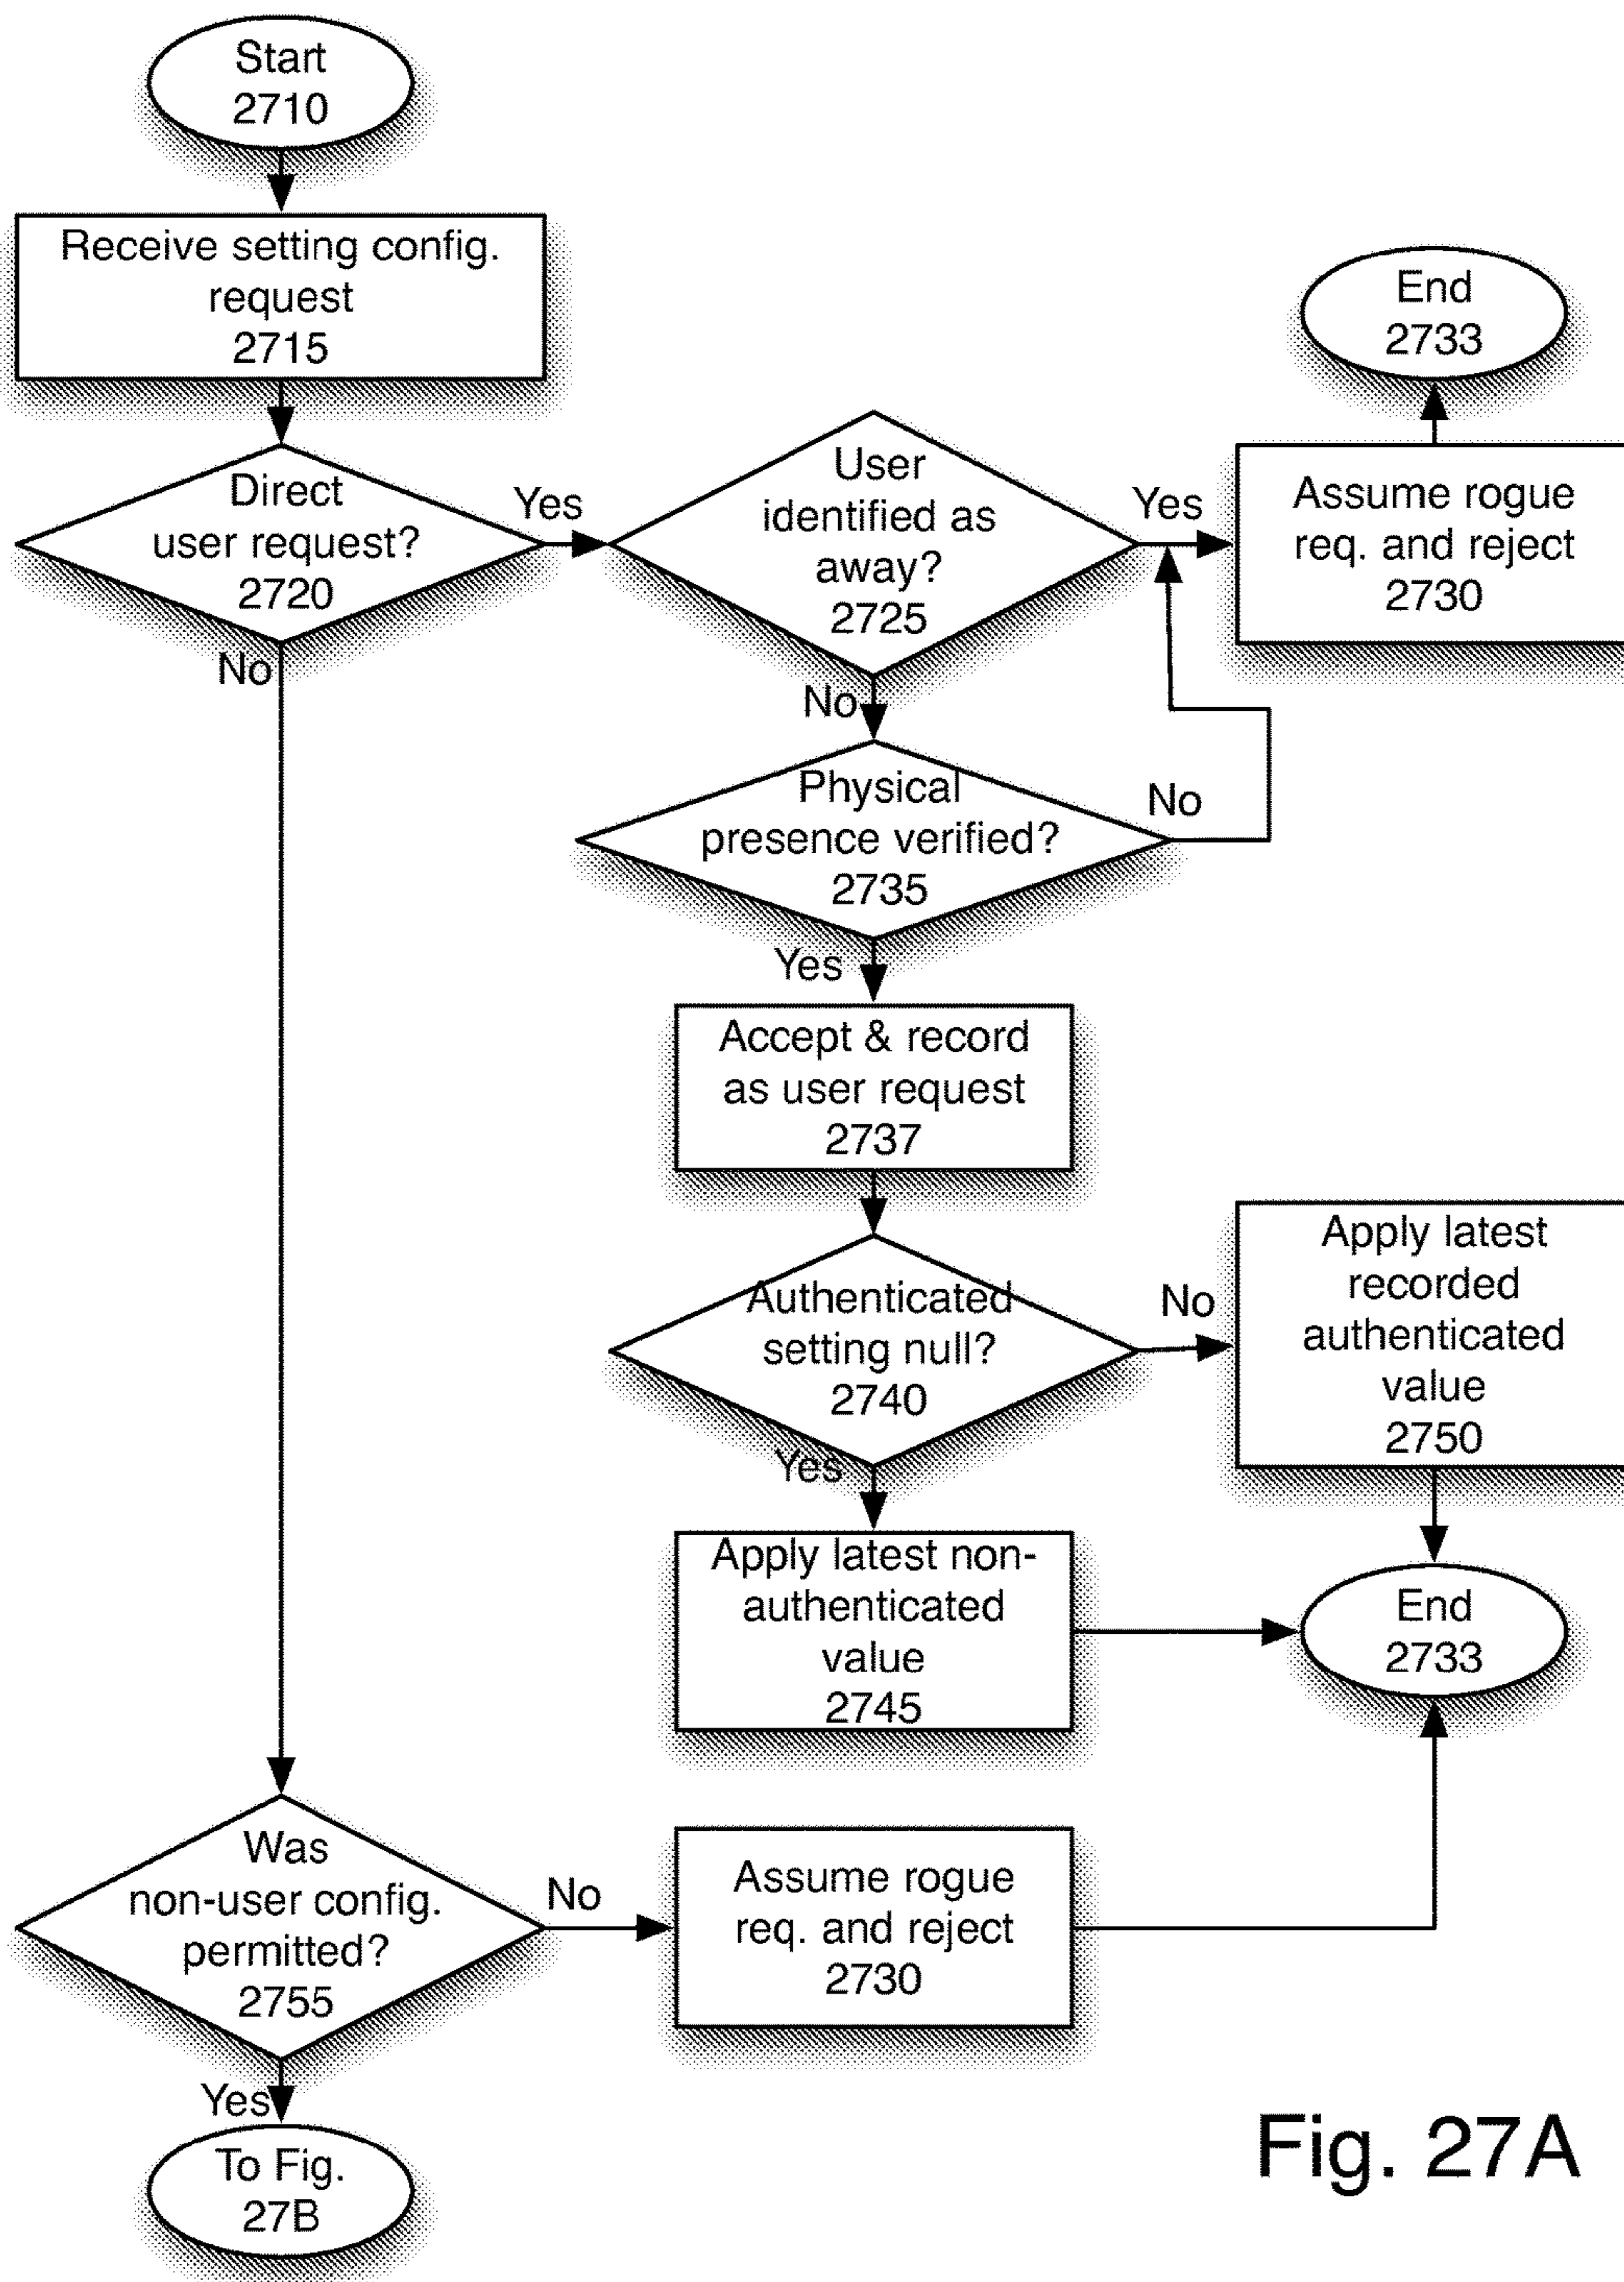 Start
2710
Receive setting config.
request
2715
Direct
user request?
2720
Yes
No
User
identified as
away?
2725
Yes
No
Assume rogue
req. and reject
2730
End
2733
Physical
presence verified?
2735
No
Yes
Accept & record
as user request
2737
Authenticated
setting null?
2740
No
Yes
Apply latest
recorded
authenticated
value
2750
Apply latest non-
authenticated
value
2745
End
2733
Was
non-user config.
permitted?
2755
No
Yes
Assume rogue
req. and reject
2730
To Fig.
27B
Fig. 27A